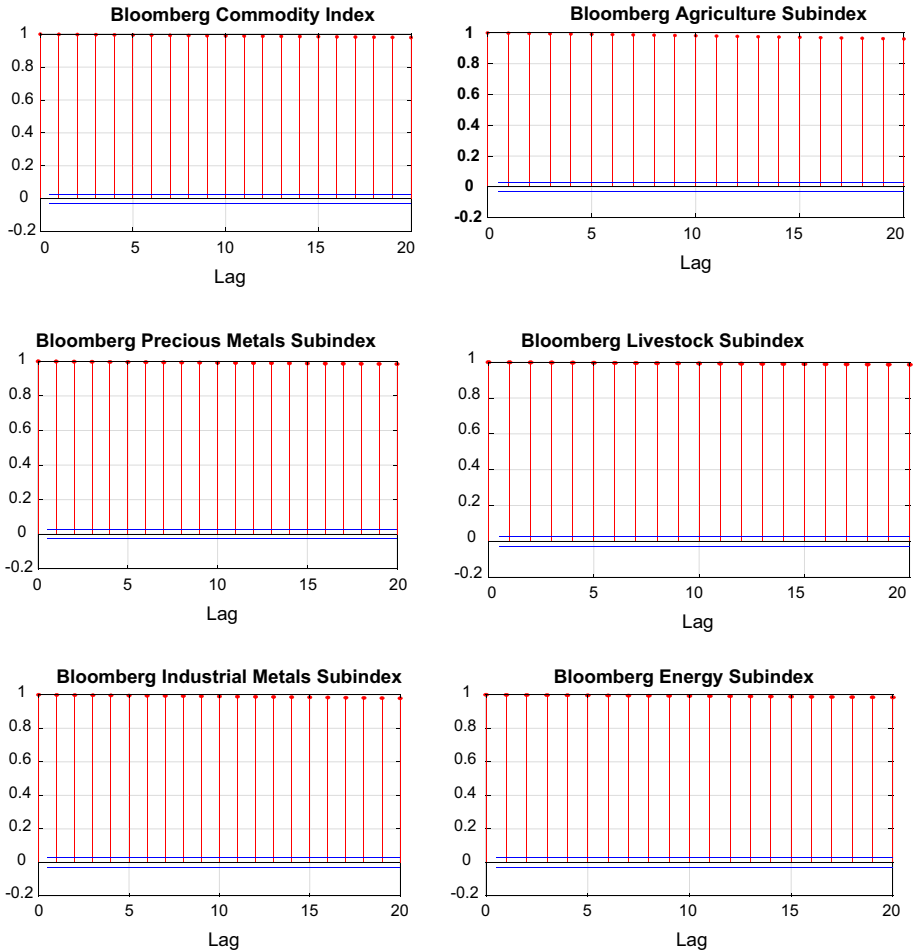 Bloomberg Commodity Index
1
0.8
0.6
0.4
0.2
0
-0.2
0 5 10 15 20
Lag
Bloomberg Agriculture Subindex
1
0.8
0.6
0.4
0.2
0
-0.2
0 5 10 15 20
Lag
Bloomberg Precious Metals Subindex
1
0.8
0.6
0.4
0.2
0
-0.2
0 5 10 15 20
Lag
Bloomberg Livestock Subindex
1
0.8
0.6
0.4
0.2
0
-0.2
0 5 10 15 20
Lag
Bloomberg Industrial Metals Subindex
1
0.8
0.6
0.4
0.2
0
-0.2
0 5 10 15 20
Lag
Bloomberg Energy Subindex
1
0.8
0.6
0.4
0.2
0
-0.2
0 5 10 15 20
Lag